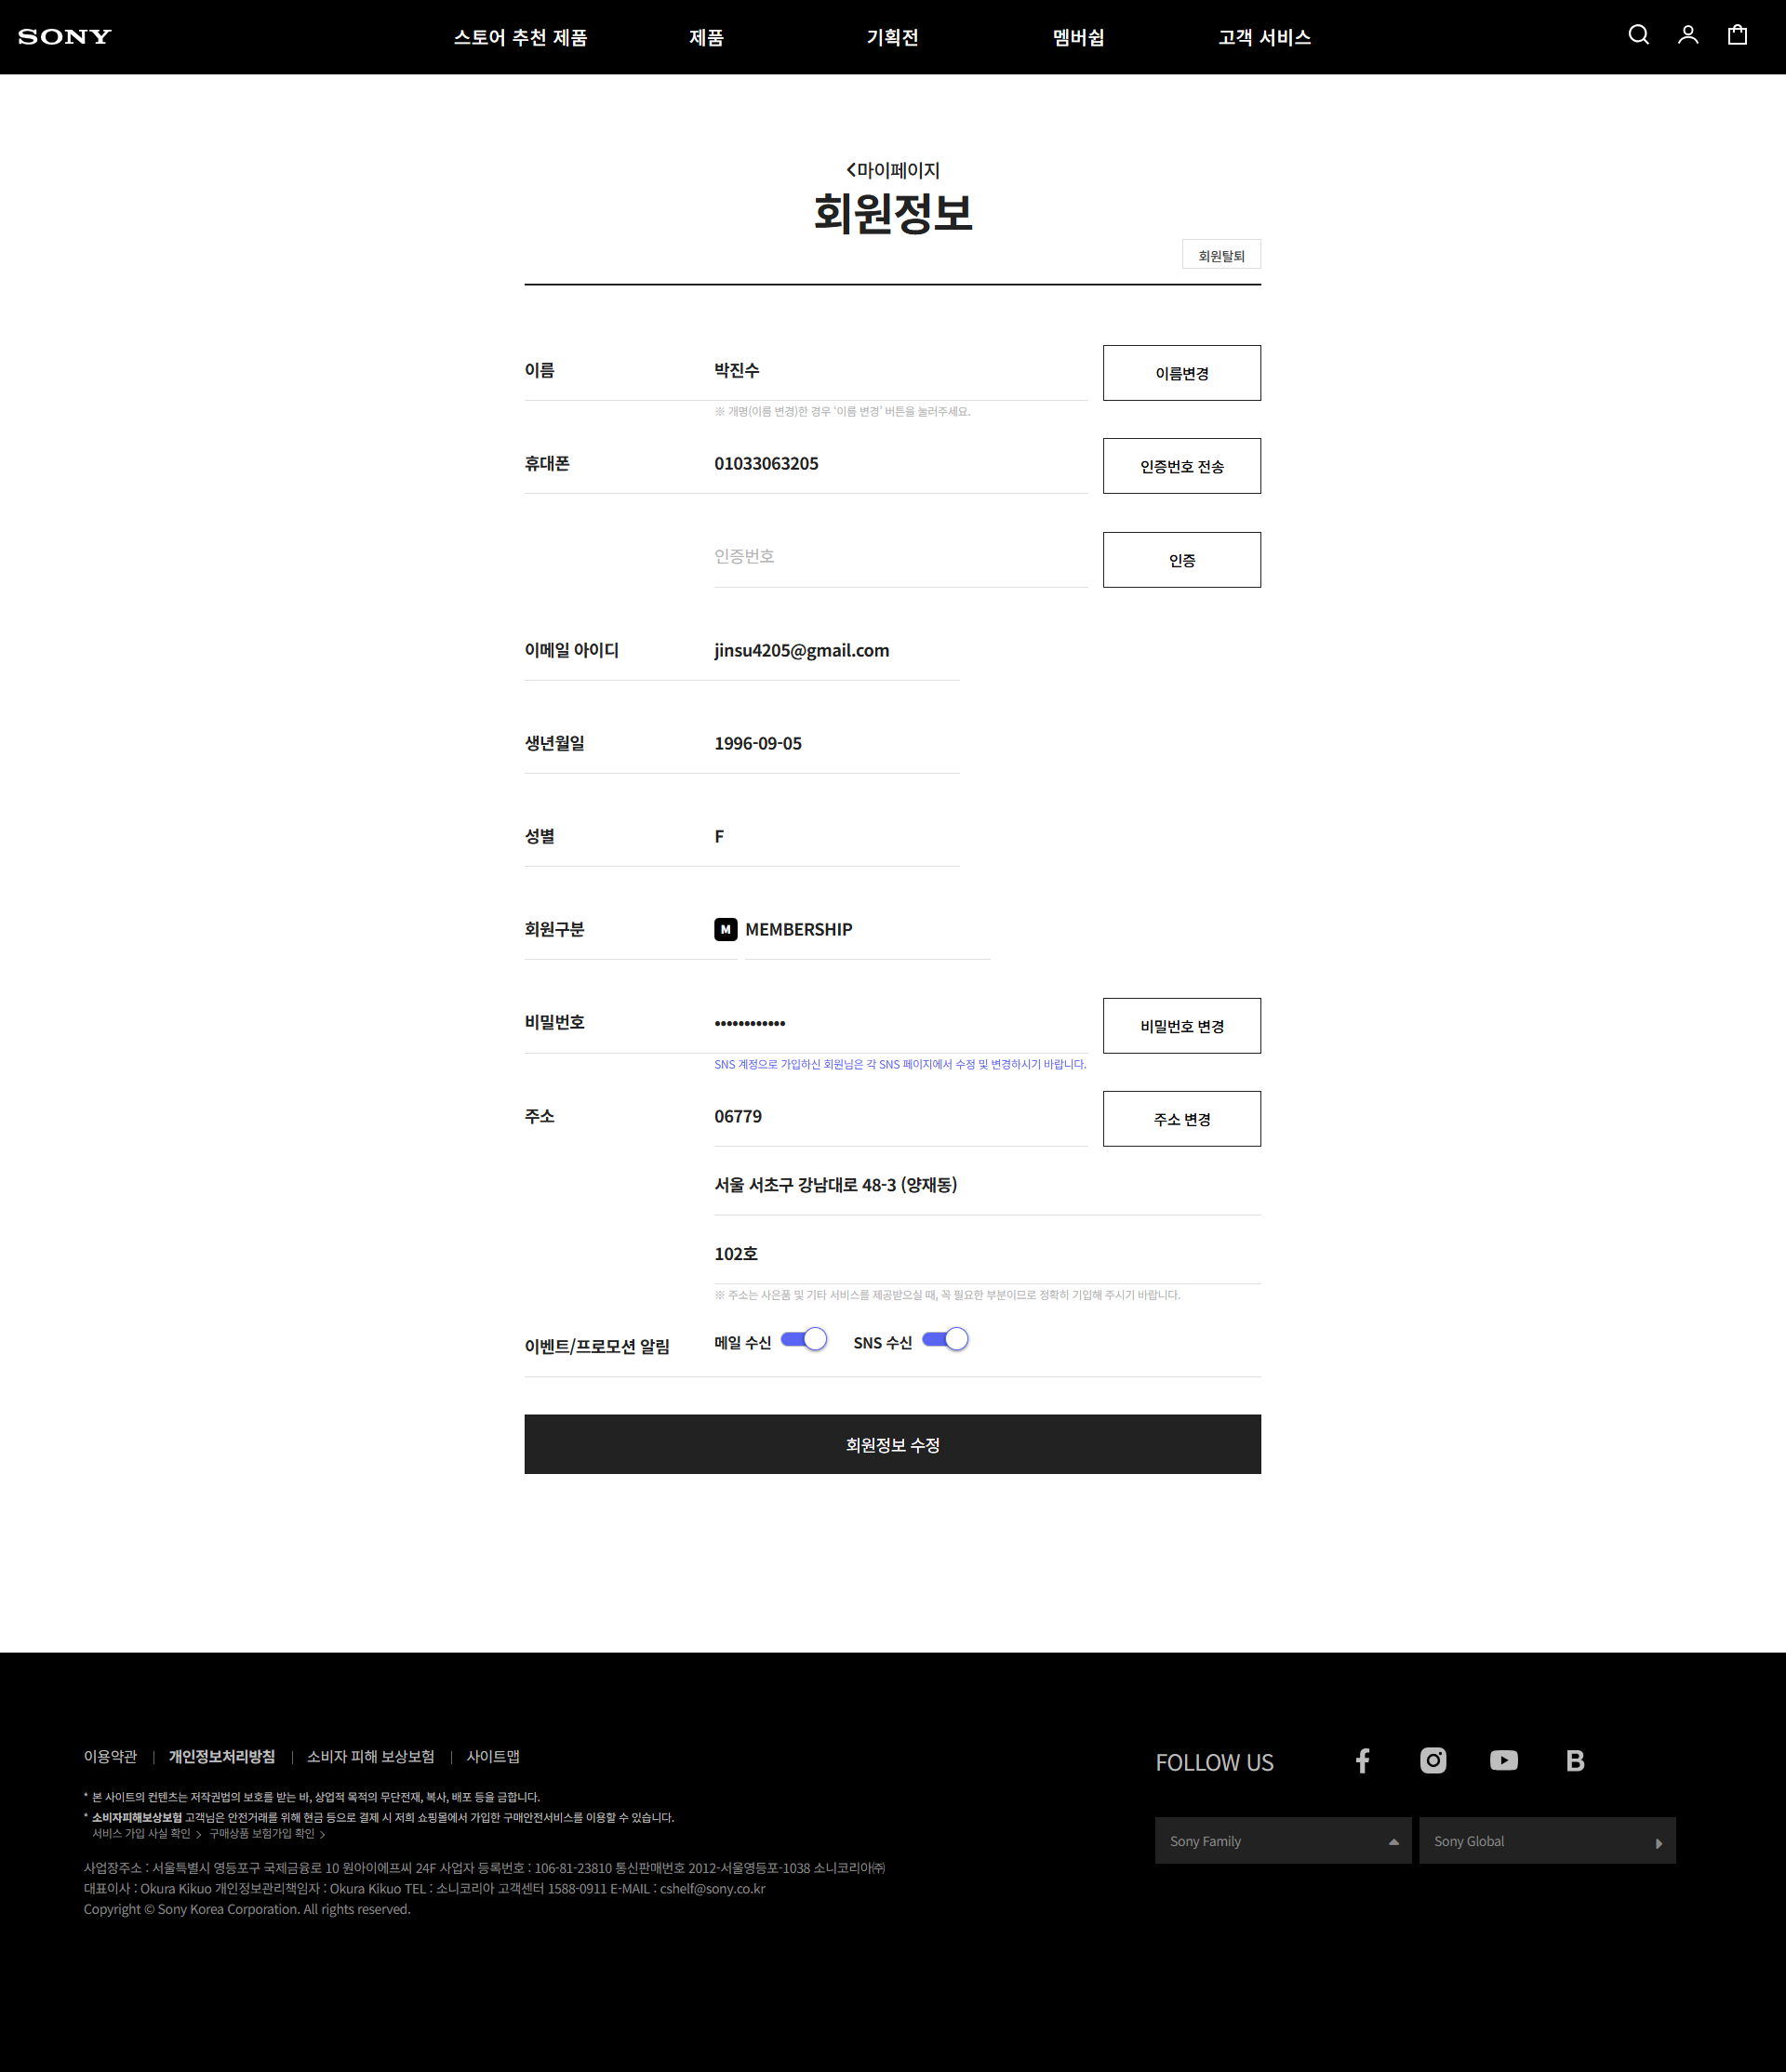 SONY
스토어 추천 제품 제품 기획전 멤버쉽 고객 서비스
마이페이지
회원정보
회원탈퇴
이름 박진수 이름변경
※ 개명(이름 변경)한 경우 ‘이름 변경’ 버튼을 눌러주세요.
휴대폰 01033063205 인증번호 전송
인증번호 인증
이메일 아이디 jinsu4205@gmail.com
생년월일 1996-09-05
성별 F
회원구분 M MEMBERSHIP
비밀번호 •••••••••••• 비밀번호 변경
SNS 계정으로 가입하신 회원님은 각 SNS 페이지에서 수정 및 변경하시기 바랍니다.
주소 06779 주소 변경
서울 서초구 강남대로 48-3 (양재동)
102호
※ 주소는 사은품 및 기타 서비스를 제공받으실 때, 꼭 필요한 부분이므로 정확히 기입해 주시기 바랍니다.
이벤트/프로모션 알림 메일 수신 SNS 수신
회원정보 수정
이용약관 | 개인정보처리방침 | 소비자 피해 보상보험 | 사이트맵
FOLLOW US
* 본 사이트의 컨텐츠는 저작권법의 보호를 받는 바, 상업적 목적의 무단전재, 복사, 배포 등을 금합니다.
* 소비자피해보상보험 고객님은 안전거래를 위해 현금 등으로 결제 시 저희 쇼핑몰에서 가입한 구매안전서비스를 이용할 수 있습니다.
서비스 가입 사실 확인 > 구매상품 보험가입 확인 >
Sony Family Sony Global
사업장주소 : 서울특별시 영등포구 국제금융로 10 원아이에프씨 24F 사업자 등록번호 : 106-81-23810 통신판매번호 2012-서울영등포-1038 소니코리아㈜
대표이사 : Okura Kikuo 개인정보관리책임자 : Okura Kikuo TEL : 소니코리아 고객센터 1588-0911 E-MAIL : cshelf@sony.co.kr
Copyright © Sony Korea Corporation. All rights reserved.